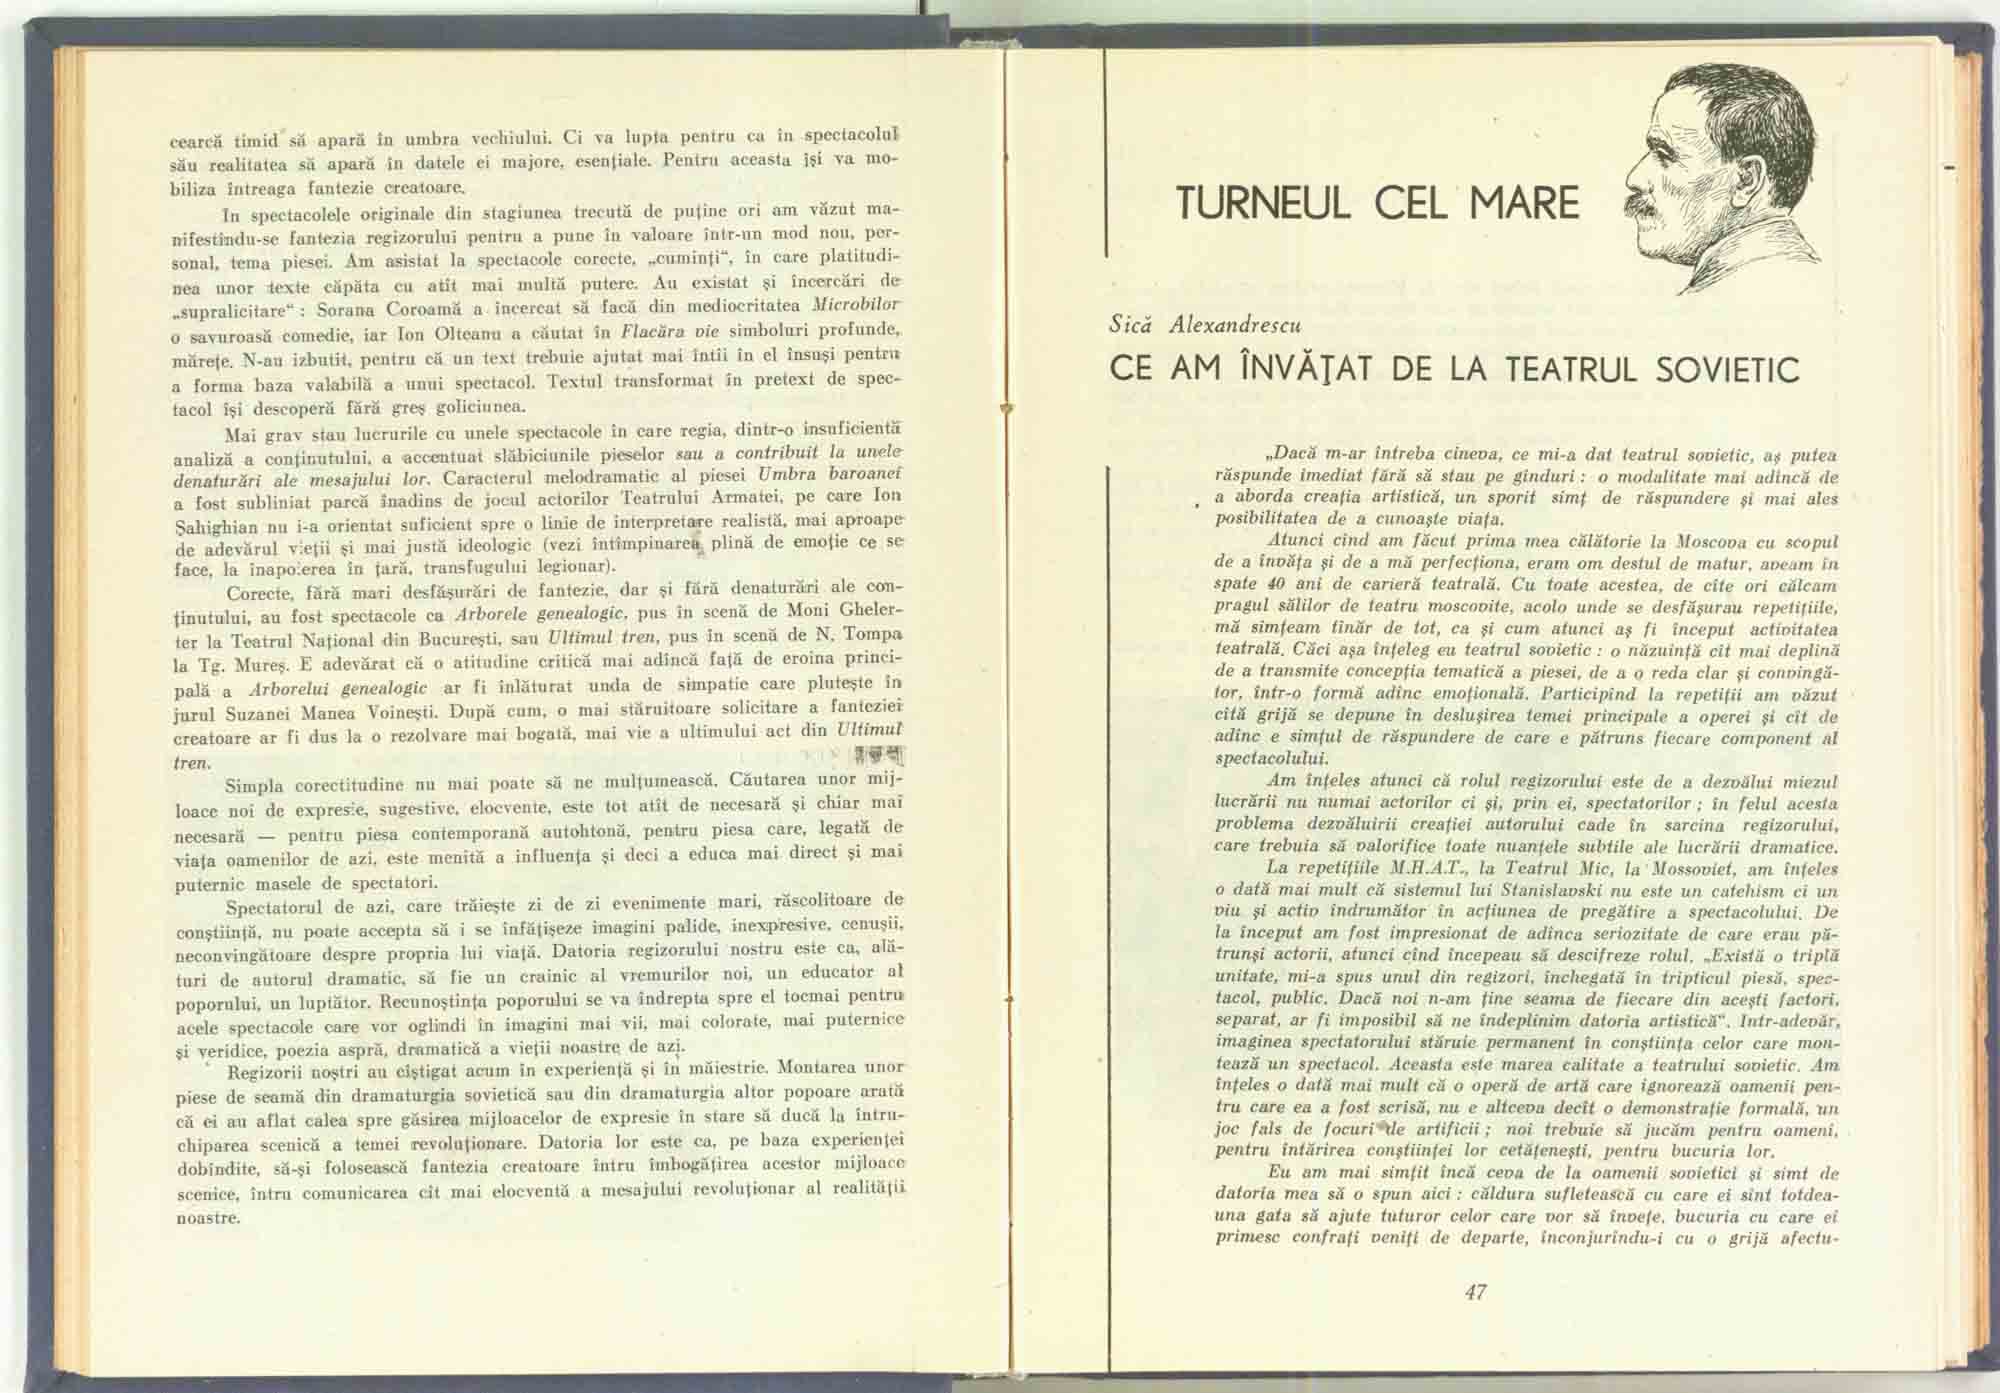 cearcă timid să apară în umbra vechiului. Ci va lupta pentru ca în spectacolul
său realitatea să apară în datele ei majore, esențiale. Pentru aceasta își va mo-
biliza întreaga fantezie creatoare.
In spectacolele originale din stagiunea trecută de puține ori am văzut ma-
nifestîndu-se fantezia regizorului pentru a pune în valoare într-un mod nou, per-
sonal, tema piesei. Am asistat la spectacole corecte, „cuminți“, în care platitudi-
nea unor texte căpăta cu atît mai multă putere. Au existat și încercări de
„supralicitare“ : Sorana Coroamă a încercat să facă din mediocritatea Microbilor
o savuroasă comedie, iar Ion Olteanu a căutat în Flacăra vie simboluri profunde,
mărețe. N-au izbutit, pentru că un text trebuie ajutat mai întîi în el însuși pentru
a forma baza valabilă a unui spectacol. Textul transformat în pretext de spec-
tacol își descoperă fără greș goliciunea.
Mai grav stau lucrurile cu unele spectacole în care regia, dintr-o insuficientă
analiză a conținutului, a accentuat slăbiciunile pieselor sau a contribuit la unele
denaturări ale mesajului lor. Caracterul melodramatic al piesei Umbra baroanei
a fost subliniat parcă înadins de jocul actorilor Teatrului Armatei, pe care Ion
Șahighian nu i-a orientat suficient spre o linie de interpretare realistă, mai aproape
de adevărul vieții și mai justă ideologic (vezi întîmpinarea plină de emoție ce se
face, la înapoierea în țară, transfugului legionar).
Corecte, fără mari desfășurări de fantezie, dar și fără denaturări ale con-
ținutului, au fost spectacole ca Arborele genealogic, pus în scenă de Moni Gheler-
ter la Teatrul Național din București, sau Ultimul tren, pus în scenă de N. Tompa
la Tg. Mureș. E adevărat că o atitudine critică mai adîncă față de eroina princi-
pală a Arborelui genealogic ar fi înlăturat unda de simpatie care plutește în
jurul Suzanei Manea Voinești. După cum, o mai stăruitoare solicitare a fanteziei
creatoare ar fi dus la o rezolvare mai bogată, mai vie a ultimului act din Ultimul
tren.
Simpla corectitudine nu mai poate să ne mulțumească. Căutarea unor mij-
loace noi de expresie, sugestive, elocvente, este tot atît de necesară și chiar mai
necesară — pentru piesa contemporană autohtonă, pentru piesa care, legată de
viața oamenilor de azi, este menită a influența și deci a educa mai direct și mai
puternic masele de spectatori.
Spectatorul de azi, care trăiește zi de zi evenimente mari, răscolitoare de
conștiință, nu poate accepta să i se înfățișeze imagini palide, inexpresive, cenușii,
neconvingătoare despre propria lui viață. Datoria regizorului nostru este ca, ală-
turi de autorul dramatic, să fie un crainic al vremurilor noi, un educator al
poporului, un luptător. Recunoștința poporului se va îndrepta spre el tocmai pentru
acele spectacole care vor oglindi în imagini mai vii, mai colorate, mai puternice
și veridice, poezia aspră, dramatică a vieții noastre de azi.
Regizorii noștri au cîștigat acum în experiență și în măiestrie. Montarea unor
piese de seamă din dramaturgia sovietică sau din dramaturgia altor popoare arată
că ei au aflat calea spre găsirea mijloacelor de expresie în stare să ducă la întru-
chiparea scenică a temei revoluționare. Datoria lor este ca, pe baza experienței
dobîndite, să-și folosească fantezia creatoare întru îmbogățirea acestor mijloace
scenice, întru comunicarea cît mai elocventă a mesajului revoluționar al realității
noastre.
TURNEUL CEL MARE
Sică Alexandrescu
CE AM ÎNVĂȚAT DE LA TEATRUL SOVIETIC
„Dacă m-ar întreba cineva, ce mi-a dat teatrul sovietic, aș putea
răspunde imediat fără să stau pe gînduri : o modalitate mai adîncă de
a aborda creația artistică, un sporit simț de răspundere și mai ales
posibilitatea de a cunoaște viața.
Atunci cînd am făcut prima mea călătorie la Moscova cu scopul
de a învăța și de a mă perfecționa, eram om destul de matur, aveam în
spate 40 ani de carieră teatrală. Cu toate acestea, de cîte ori călcam
pragul sălilor de teatru moscovite, acolo unde se desfășurau repetițiile,
mă simțeam tînăr de tot, ca și cum atunci aș fi început activitatea
teatrală. Căci așa înțeleg eu teatrul sovietic : o năzuință cît mai deplină
de a transmite concepția tematică a piesei, de a o reda clar și convingă-
tor, într-o formă adînc emoțională. Participînd la repetiții am văzut
cîtă grijă se depune în deslușirea temei principale a operei și cît de
adînc e simțul de răspundere de care e pătruns fiecare component al
spectacolului.
Am înțeles atunci că rolul regizorului este de a dezvălui miezul
lucrării nu numai actorilor ci și, prin ei, spectatorilor ; în felul acesta
problema dezvăluirii creației autorului cade în sarcina regizorului,
care trebuia să valorifice toate nuanțele subtile ale lucrării dramatice.
La repetițiile M.H.A.T., la Teatrul Mic, la Mossoviet, am înțeles
o dată mai mult că sistemul lui Stanislavski nu este un catehism ci un
viu și activ îndrumător în acțiunea de pregătire a spectacolului. De
la început am fost impresionat de adînca seriozitate de care erau pă-
trunși actorii, atunci cînd începeau să descifreze rolul. „Există o triplă
unitate, mi-a spus unul din regizori, închegată în tripticul piesă, spec-
tacol, public. Dacă noi n-am ține seama de fiecare din acești factori,
separat, ar fi imposibil să ne îndeplinim datoria artistică“. Intr-adevăr,
imaginea spectatorului stăruie permanent în conștiința celor care mon-
tează un spectacol. Aceasta este marea calitate a teatrului sovietic. Am
înțeles o dată mai mult că o operă de artă care ignorează oamenii pen-
tru care ea a fost scrisă, nu e altceva decît o demonstrație formală, un
joc fals de focuri de artificii ; noi trebuie să jucăm pentru oameni,
pentru întărirea conștiinței lor cetățenești, pentru bucuria lor.
Eu am mai simțit încă ceva de la oamenii sovietici și simt de
datoria mea să o spun aici : căldura sufletească cu care ei sînt totdea-
una gata să ajute tuturor celor care vor să învețe, bucuria cu care ei
primesc confrați veniți de departe, înconjurîndu-i cu o grijă afectu-
47